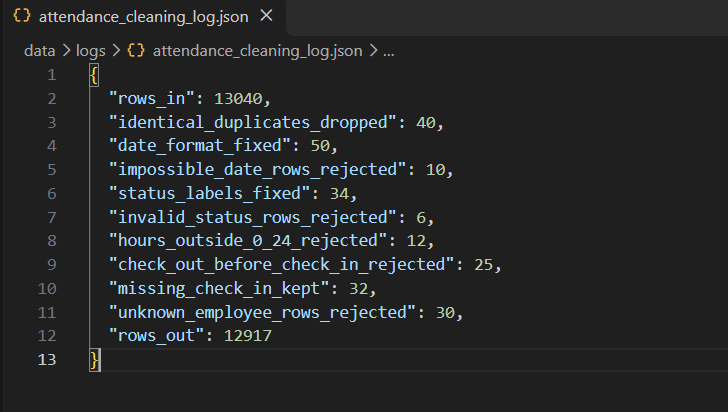 {} attendance_cleaning_log.json ×
data > logs > {} attendance_cleaning_log.json > ...
1 {
2 "rows_in": 13040,
3 "identical_duplicates_dropped": 40,
4 "date_format_fixed": 50,
5 "impossible_date_rows_rejected": 10,
6 "status_labels_fixed": 34,
7 "invalid_status_rows_rejected": 6,
8 "hours_outside_0_24_rejected": 12,
9 "check_out_before_check_in_rejected": 25,
10 "missing_check_in_kept": 32,
11 "unknown_employee_rows_rejected": 30,
12 "rows_out": 12917
13 }